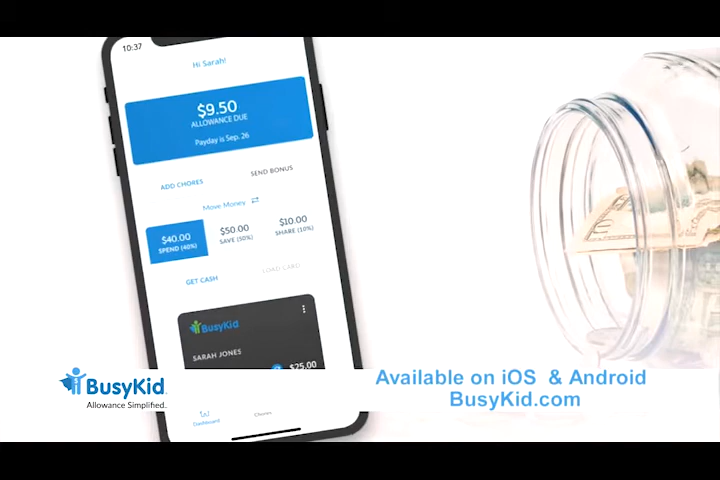 10:37
Hi Sarah!
$9.50
ALLOWANCE DUE
Payday is Sep. 26
ADD CHORES
SEND BONUS
Move Money
$40.00
SPEND (40%)
$50.00
SAVE (50%)
$10.00
SHARE (10%)
GET CASH
LOAD CARD
BusyKid
SARAH JONES
$25.00
Dashboard
Chores
BusyKid
Allowance Simplified.
Available on iOS & Android
BusyKid.com